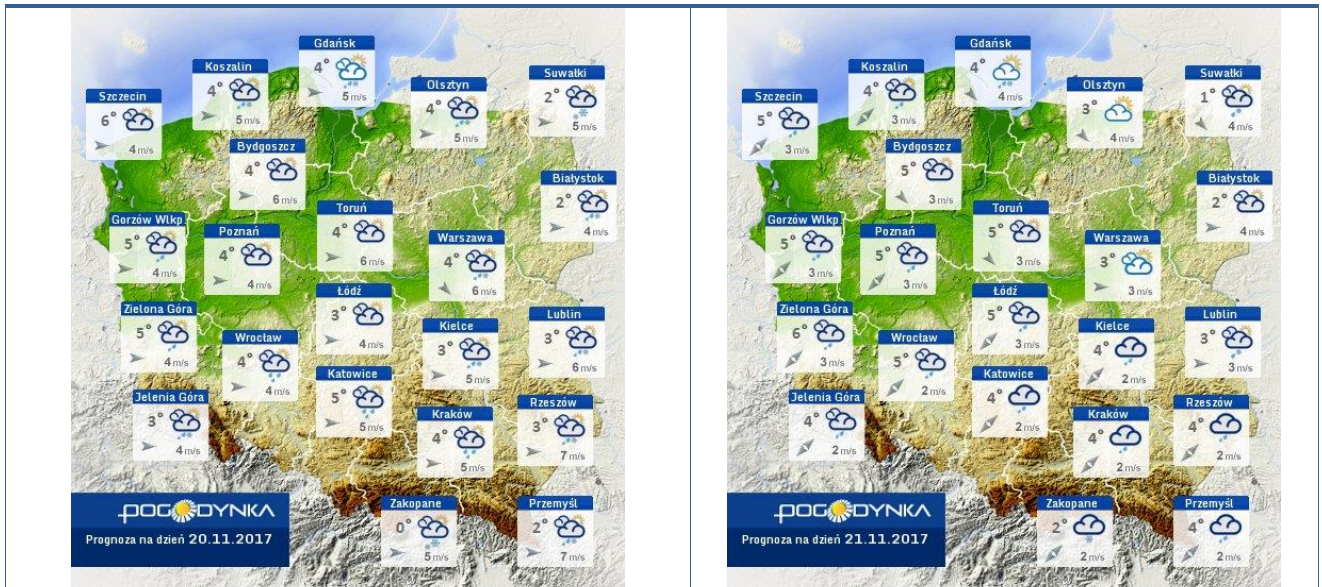 Gdańsk
4°
5 m/s
Koszalin
4°
5 m/s
Suwałki
2°
5 m/s
Olsztyn
4°
5 m/s
Szczecin
6°
4 m/s
Bydgoszcz
4°
6 m/s
Białystok
2°
4 m/s
Toruń
4°
6 m/s
Gorzów Wlkp
5°
4 m/s
Poznań
4°
4 m/s
Warszawa
4°
6 m/s
Łódź
3°
4 m/s
Zielona Góra
5°
4 m/s
Lublin
3°
6 m/s
Kielce
3°
5 m/s
Wrocław
4°
4 m/s
Katowice
5°
5 m/s
Jelenia Góra
3°
4 m/s
Rzeszów
3°
7 m/s
Kraków
4°
5 m/s
Zakopane
0°
5 m/s
Przemyśl
2°
7 m/s
POGODYNKA
Prognoza na dzień 20.11.2017
Gdańsk
4°
4 m/s
Koszalin
4°
3 m/s
Suwałki
1°
4 m/s
Olsztyn
3°
4 m/s
Szczecin
5°
3 m/s
Bydgoszcz
5°
3 m/s
Białystok
2°
4 m/s
Toruń
5°
3 m/s
Gorzów Wlkp
5°
3 m/s
Poznań
5°
3 m/s
Warszawa
3°
3 m/s
Łódź
5°
3 m/s
Zielona Góra
6°
3 m/s
Lublin
3°
3 m/s
Kielce
4°
2 m/s
Wrocław
5°
2 m/s
Katowice
4°
2 m/s
Jelenia Góra
4°
2 m/s
Rzeszów
4°
2 m/s
Kraków
4°
2 m/s
Zakopane
2°
2 m/s
Przemyśl
4°
2 m/s
POGODYNKA
Prognoza na dzień 21.11.2017